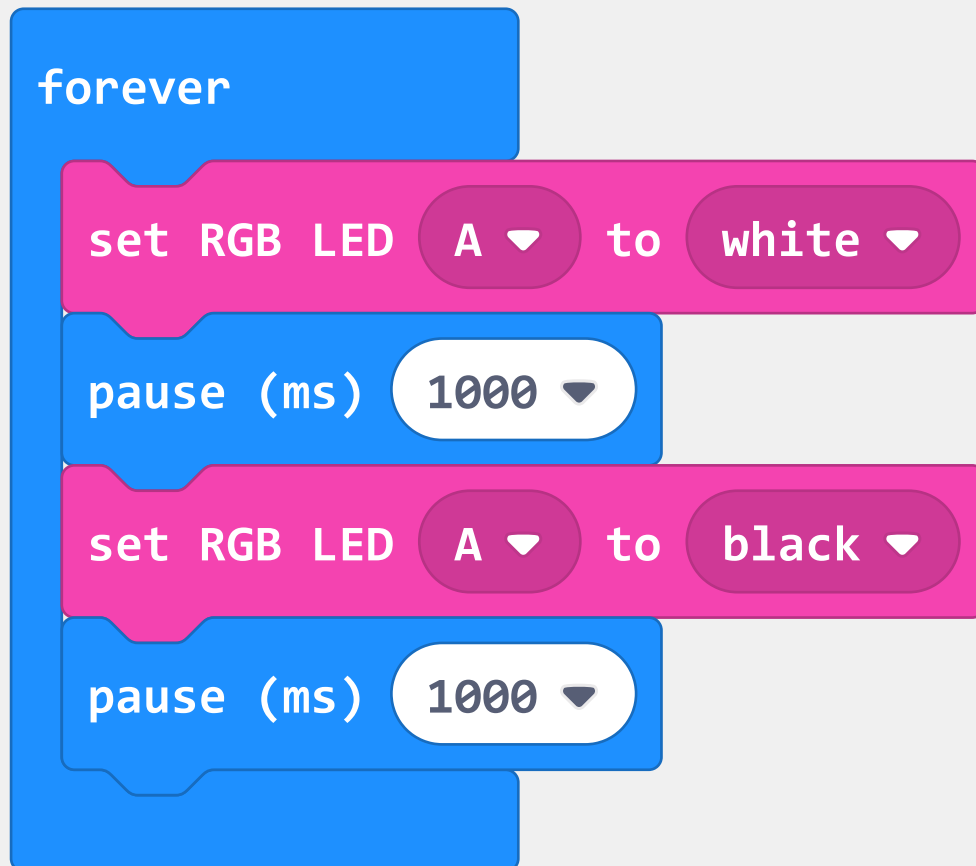 forever
set RGB LED A to white
pause (ms) 1000
set RGB LED A to black
pause (ms) 1000